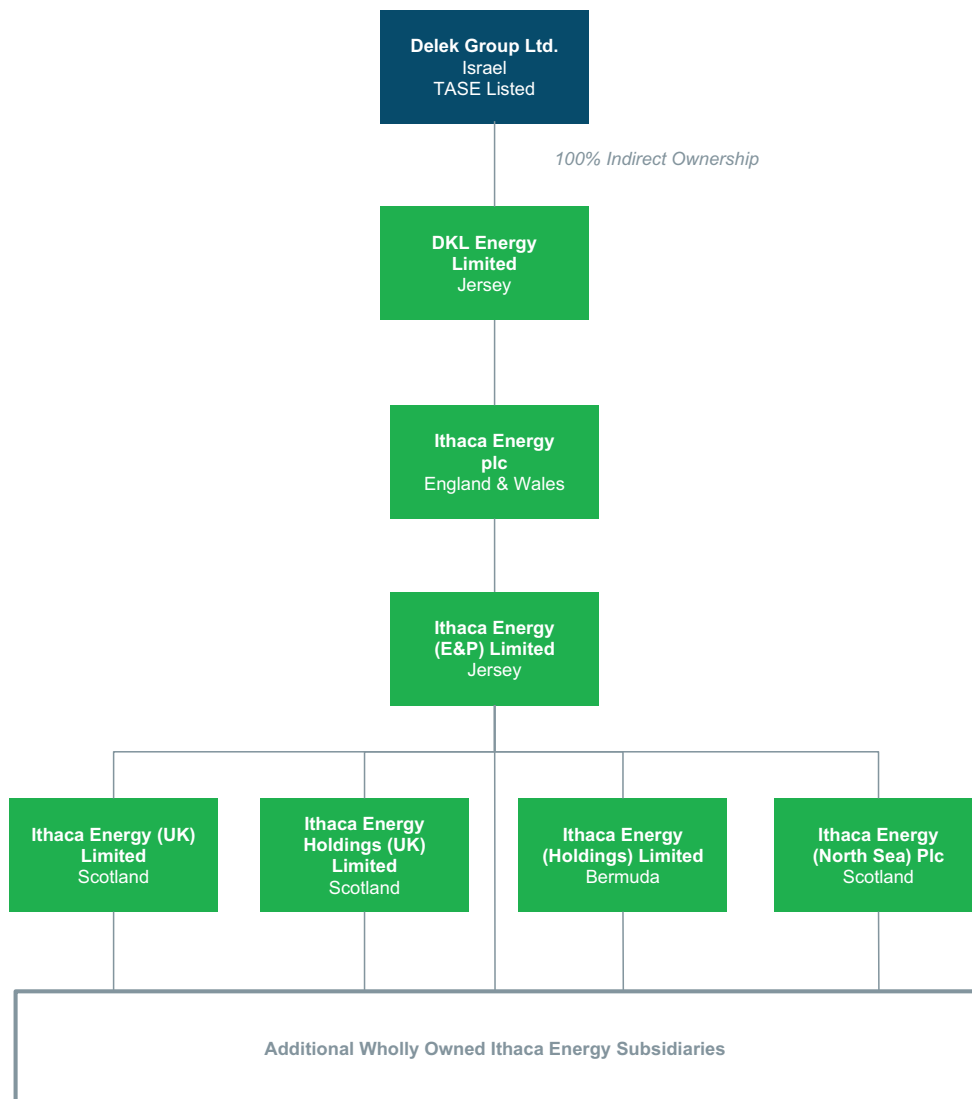 Delek Group Ltd.
Israel
TASE Listed
100% Indirect Ownership
DKL Energy
Limited
Jersey
Ithaca Energy
plc
England & Wales
Ithaca Energy
(E&P) Limited
Jersey
Ithaca Energy (UK)
Limited
Scotland
Ithaca Energy
Holdings (UK)
Limited
Scotland
Ithaca Energy
(Holdings) Limited
Bermuda
Ithaca Energy
(North Sea) Plc
Scotland
Additional Wholly Owned Ithaca Energy Subsidiaries